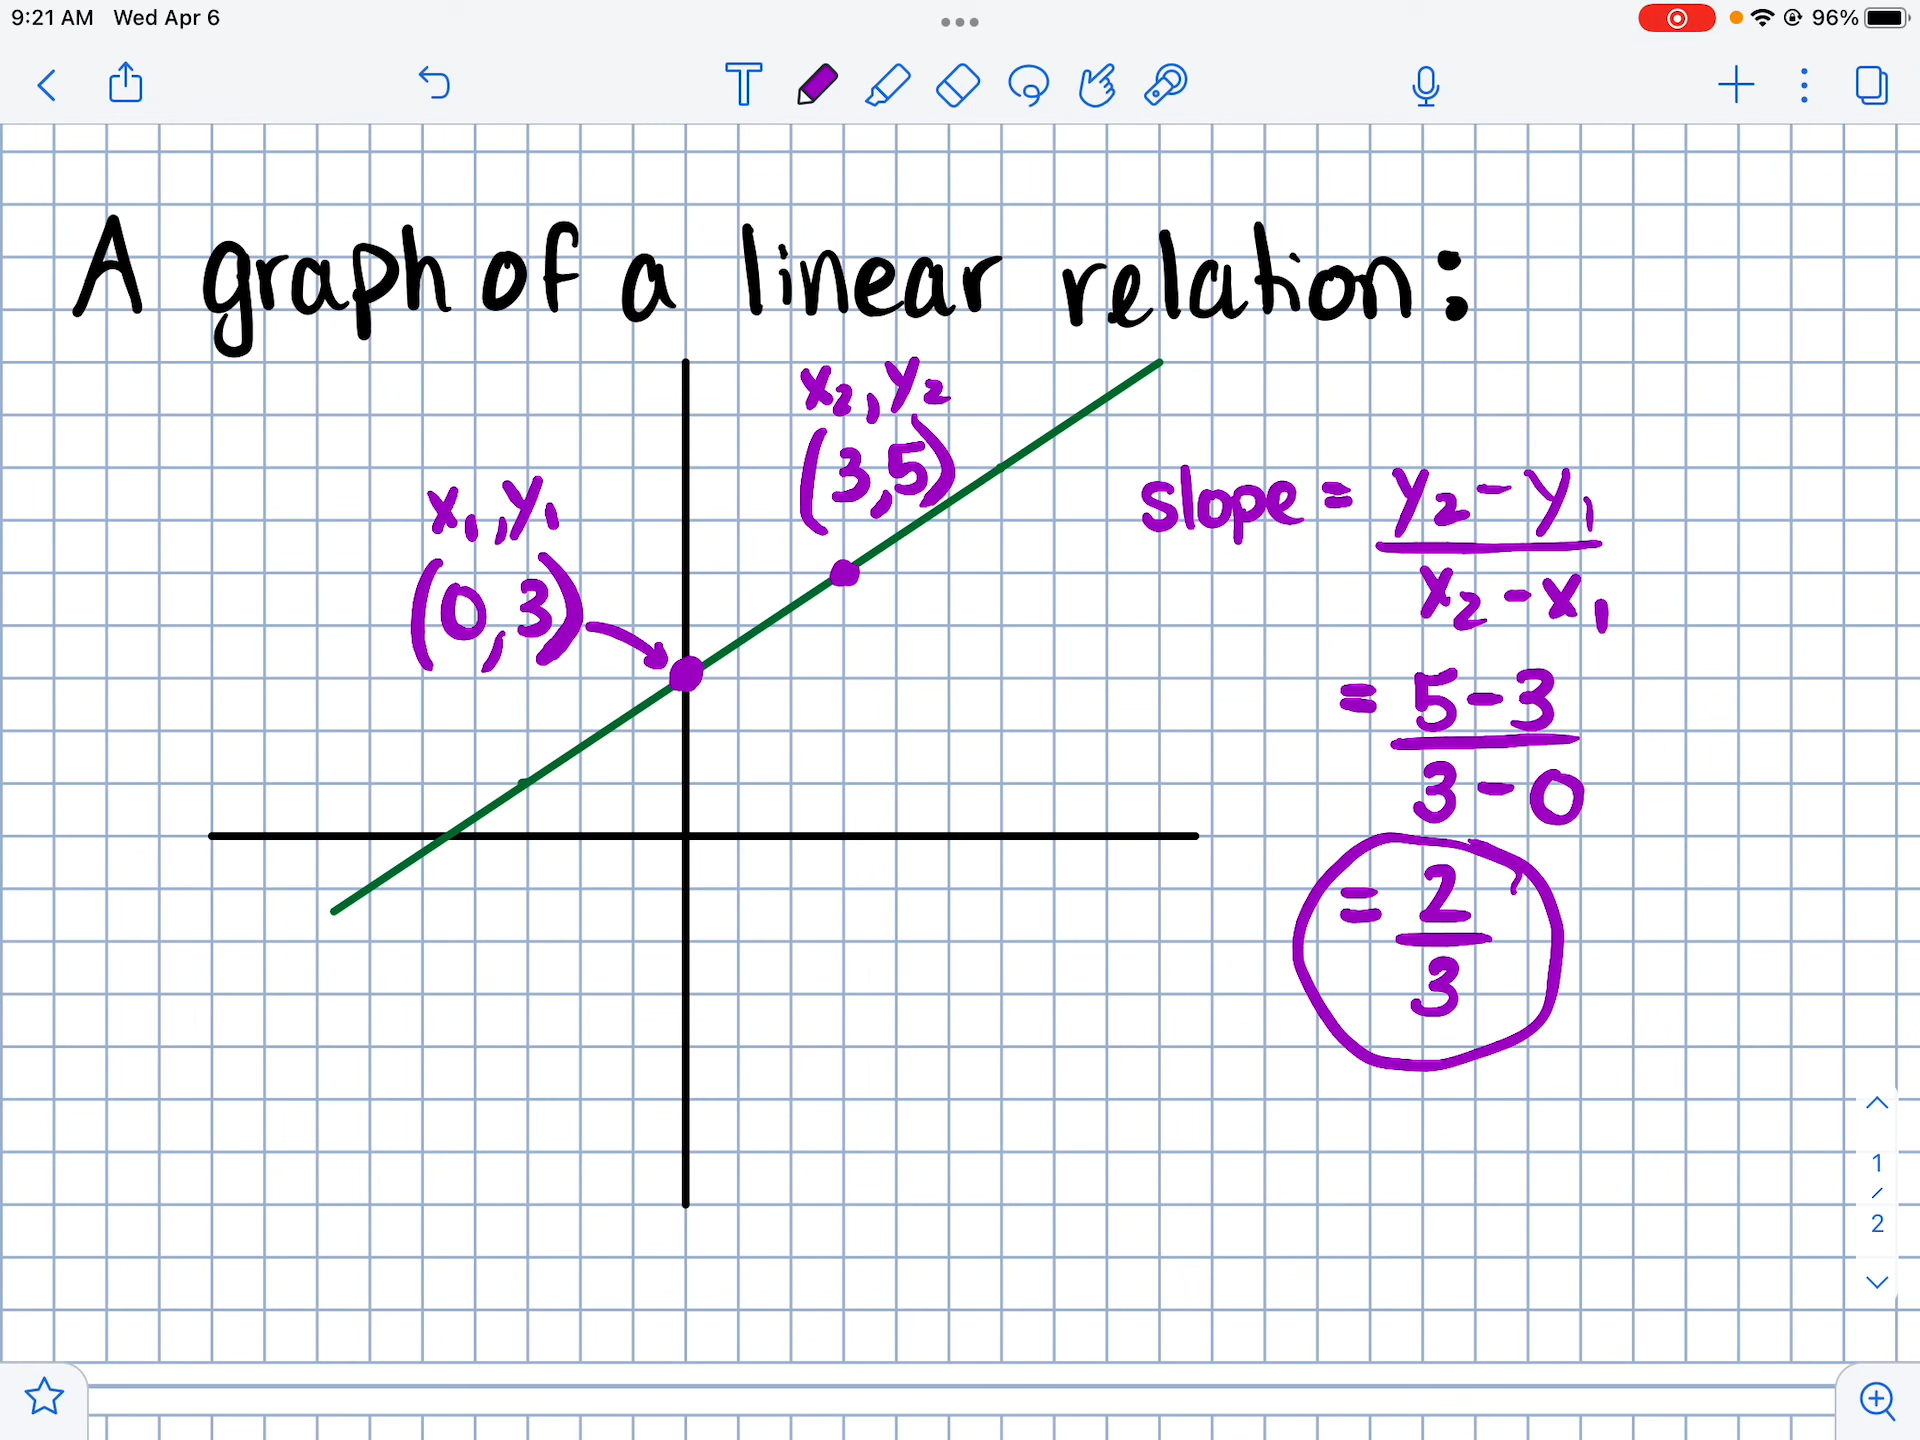 9:21 AM Wed Apr 6
96%
T
A graph of a linear relation:
x₂,y₂
(3,5)
x₁,y₁
(0,3)
slope = y₂-y₁
x₂-x₁
= 5-3
3-0
= 2
3
1
/
2